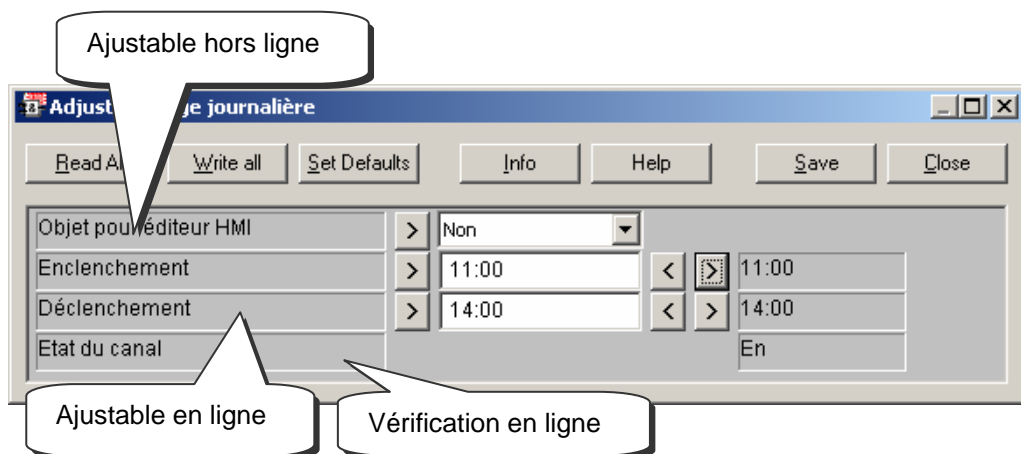 Ajustable hors ligne
Adjust ge journalière
Read A Write all Set Defaults Info Help Save Close
Objet pour éditeur HMI > Non
Enclenchement > 11:00 < > 11:00
Déclenchement > 14:00 < > 14:00
Etat du canal En
Ajustable en ligne
Vérification en ligne